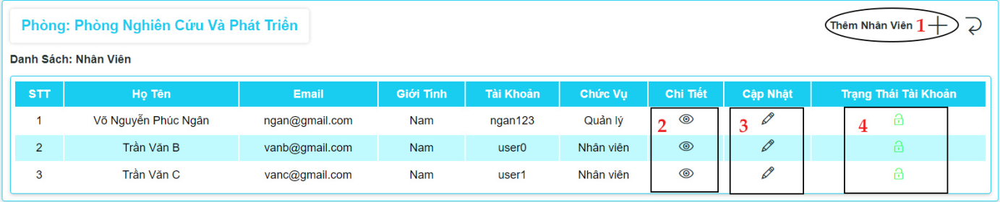 Phòng: Phòng Nghiên Cứu Và Phát Triển
Thêm Nhân Viên 1
Danh Sách: Nhân Viên
STT Họ Tên Email Giới Tính Tài Khoản Chức Vụ Chi Tiết Cập Nhật Trạng Thái Tài Khoản
1 Võ Nguyễn Phúc Ngân ngan@gmail.com Nam ngan123 Quản lý 2 3 4
2 Trần Văn B vanb@gmail.com Nam user0 Nhân viên
3 Trần Văn C vanc@gmail.com Nam user1 Nhân viên